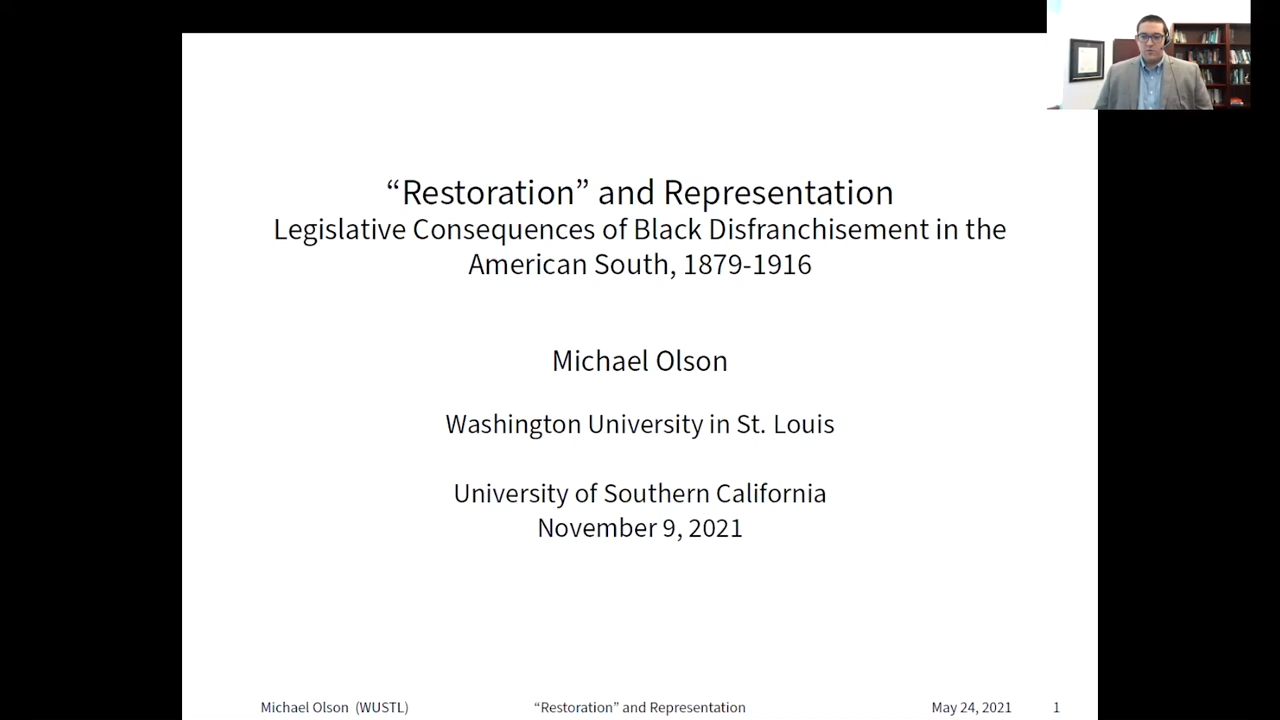 “Restoration” and Representation
Legislative Consequences of Black Disfranchisement in the
American South, 1879-1916
Michael Olson
Washington University in St. Louis
University of Southern California
November 9, 2021
Michael Olson (WUSTL) “Restoration” and Representation May 24, 2021 1